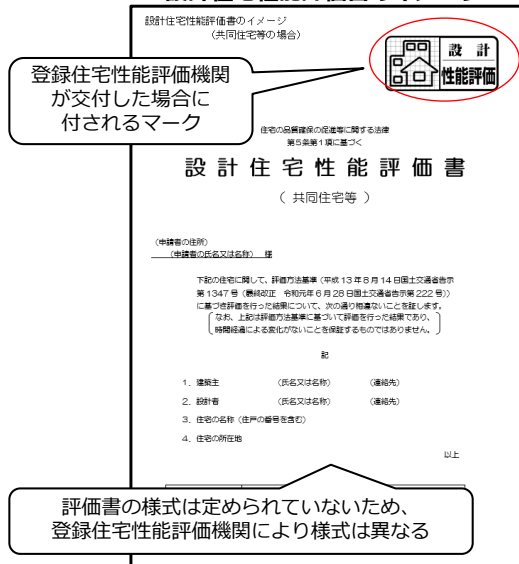 設計住宅性能評価書のイメージ
(共同住宅等の場合)
設計
性能評価
登録住宅性能評価機関
が交付した場合に
付されるマーク
住宅の品質確保の促進等に関する法律
第5条第1項に基づく
設計住宅性能評価書
( 共同住宅等 )
(申請者の住所)
(申請者の氏名又は名称) 様
下記の住宅に関して、評価方法基準(平成13年8月14日国土交通省告示
第1347号(最終改正 令和元年6月28日国土交通省告示第222号))
に基づき評価を行った結果について、次の通り相違ないことを証します。
なお、上記は評価方法基準に基づいて評価を行った結果であり、
時間経過による変化がないことを保証するものではありません。
記
1.建築主 (氏名又は名称) (連絡先)
2.設計者 (氏名又は名称) (連絡先)
3.住宅の名称(住戸の番号を含む)
4.住宅の所在地
以上
評価書の様式は定められていないため、
登録住宅性能評価機関により様式は異なる